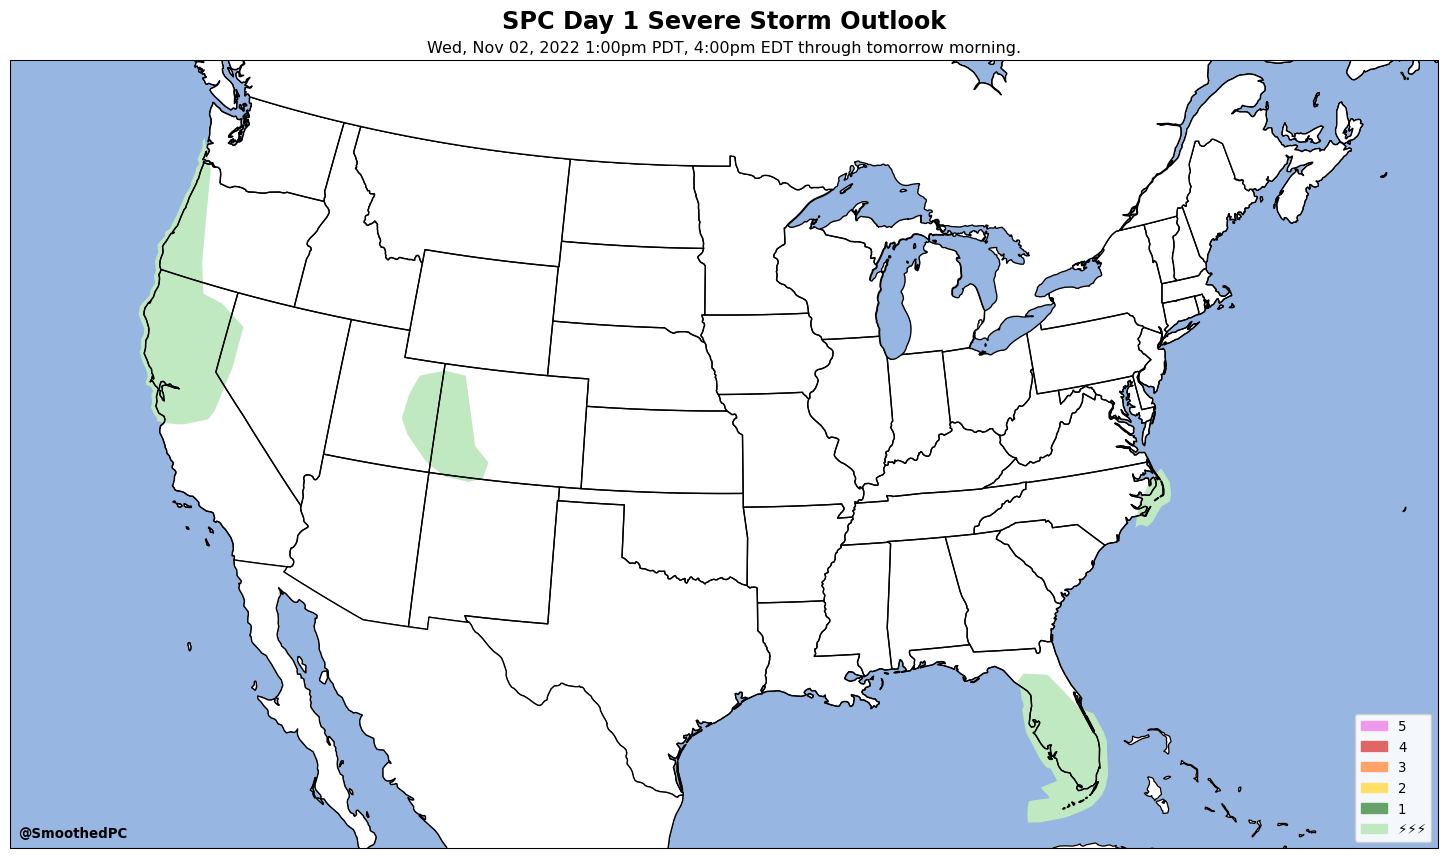 SPC Day 1 Severe Storm Outlook
Wed, Nov 02, 2022 1:00pm PDT, 4:00pm EDT through tomorrow morning.
5
4
3
2
1
⚡⚡⚡
@SmoothedPC